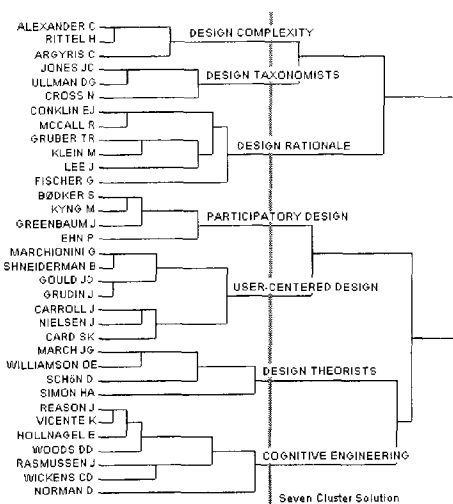 ALEXANDER C
RITTEL H
DESIGN COMPLEXITY
ARGYRIS C
JONES JC
ULLMAN DG
DESIGN TAXONOMISTS
CROSS N
CONKLIN EJ
MCCALL R
GRUBER TR
KLEIN M
DESIGN RATIONALE
LEE J
FISCHER G
BØDKER S
KYNG M
PARTICIPATORY DESIGN
GREENBAUM J
EHN P
MARCHIONINI G
SHNEIDERMAN B
GOULD JD
USER-CENTERED DESIGN
GRUDIN J
CARROLL J
NIELSEN J
CARD SK
MARCH JG
WILLIAMSON OE
DESIGN THEORISTS
SCHöN D
SIMON HA
REASON J
VICENTE K
HOLLNAGEL E
WOODS DD
COGNITIVE ENGINEERING
RASMUSSEN J
WICKENS CD
NORMAN D
Seven Cluster Solution